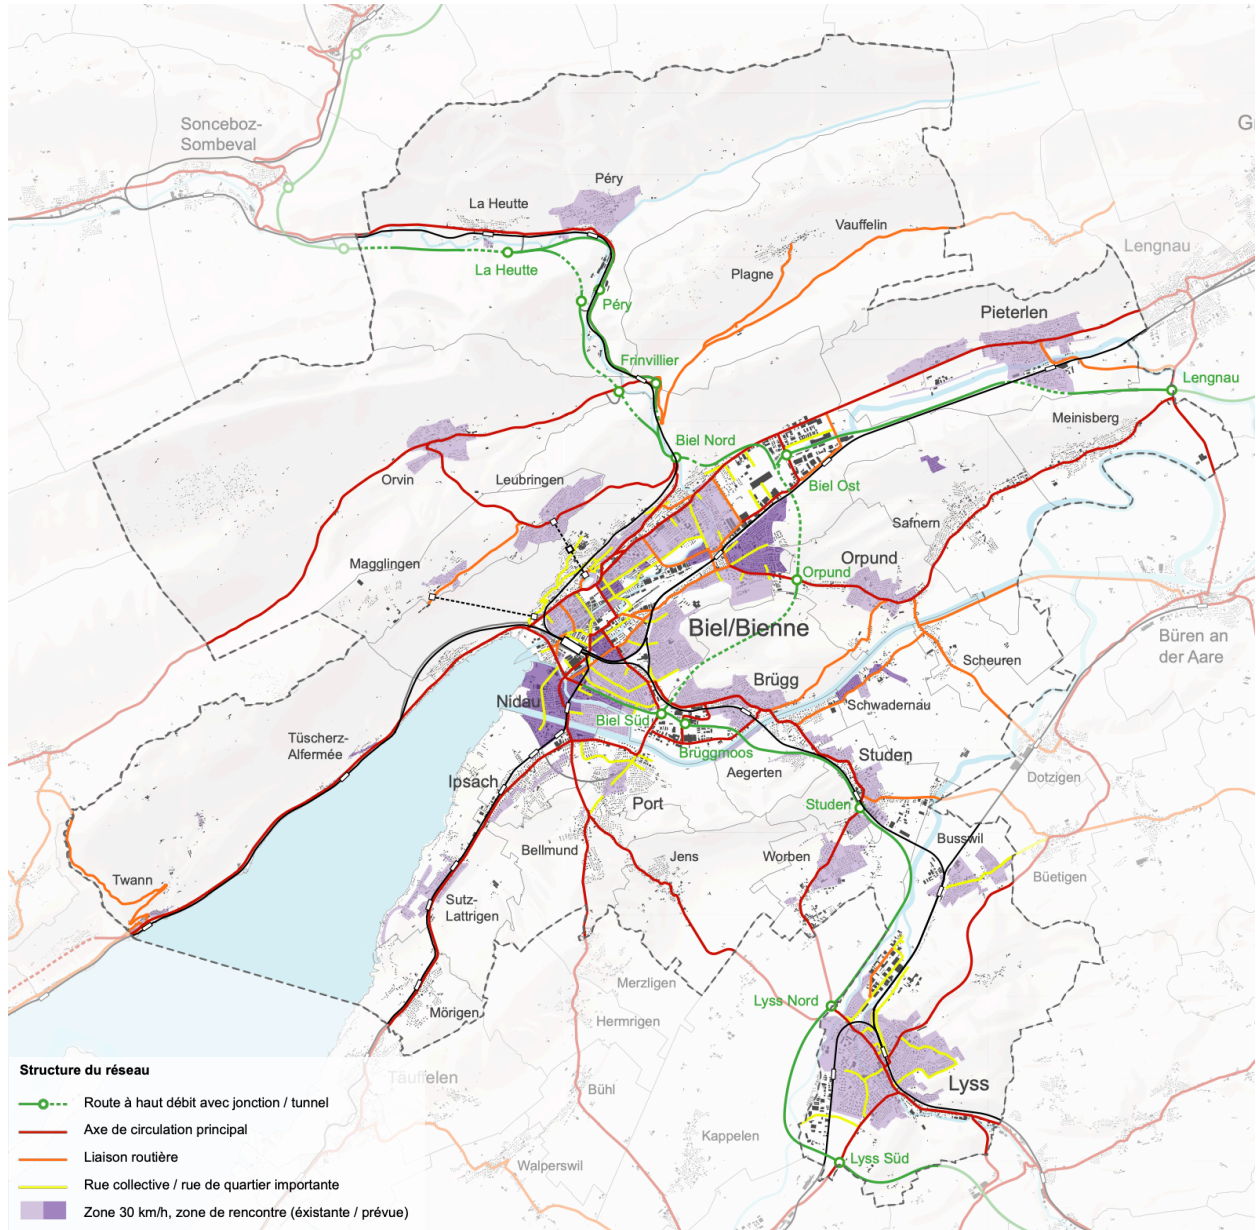 Sonceboz-
Sombeval
Gr
Péry
La Heutte
Vauffelin
Lengnau
La Heutte
Plagne
Péry
Pieterlen
Frinvillier
Lengnau
Meinisberg
Biel Nord
Orvin
Leubringen
Biel Ost
Safnern
Magglingen
Orpund
Orpund
Biel/Bienne
Büren an
der Aare
Scheuren
Brügg
Nidau
Schwadernau
Biel Süd
Tüscherz-
Alfermée
Brüggmoos
Studen
Aegerten
Ipsach
Dotzigen
Port
Studen
Busswil
Bellmund
Jens
Worben
Büetigen
Twann
Sutz-
Lattrigen
Merzligen
Lyss Nord
Mörigen
Hermrigen
Täuffelen
Lyss
Bühl
Kappelen
Lyss Süd
Walperswil
Structure du réseau
Route à haut débit avec jonction / tunnel
Axe de circulation principal
Liaison routière
Rue collective / rue de quartier importante
Zone 30 km/h, zone de rencontre (éxistante / prévue)